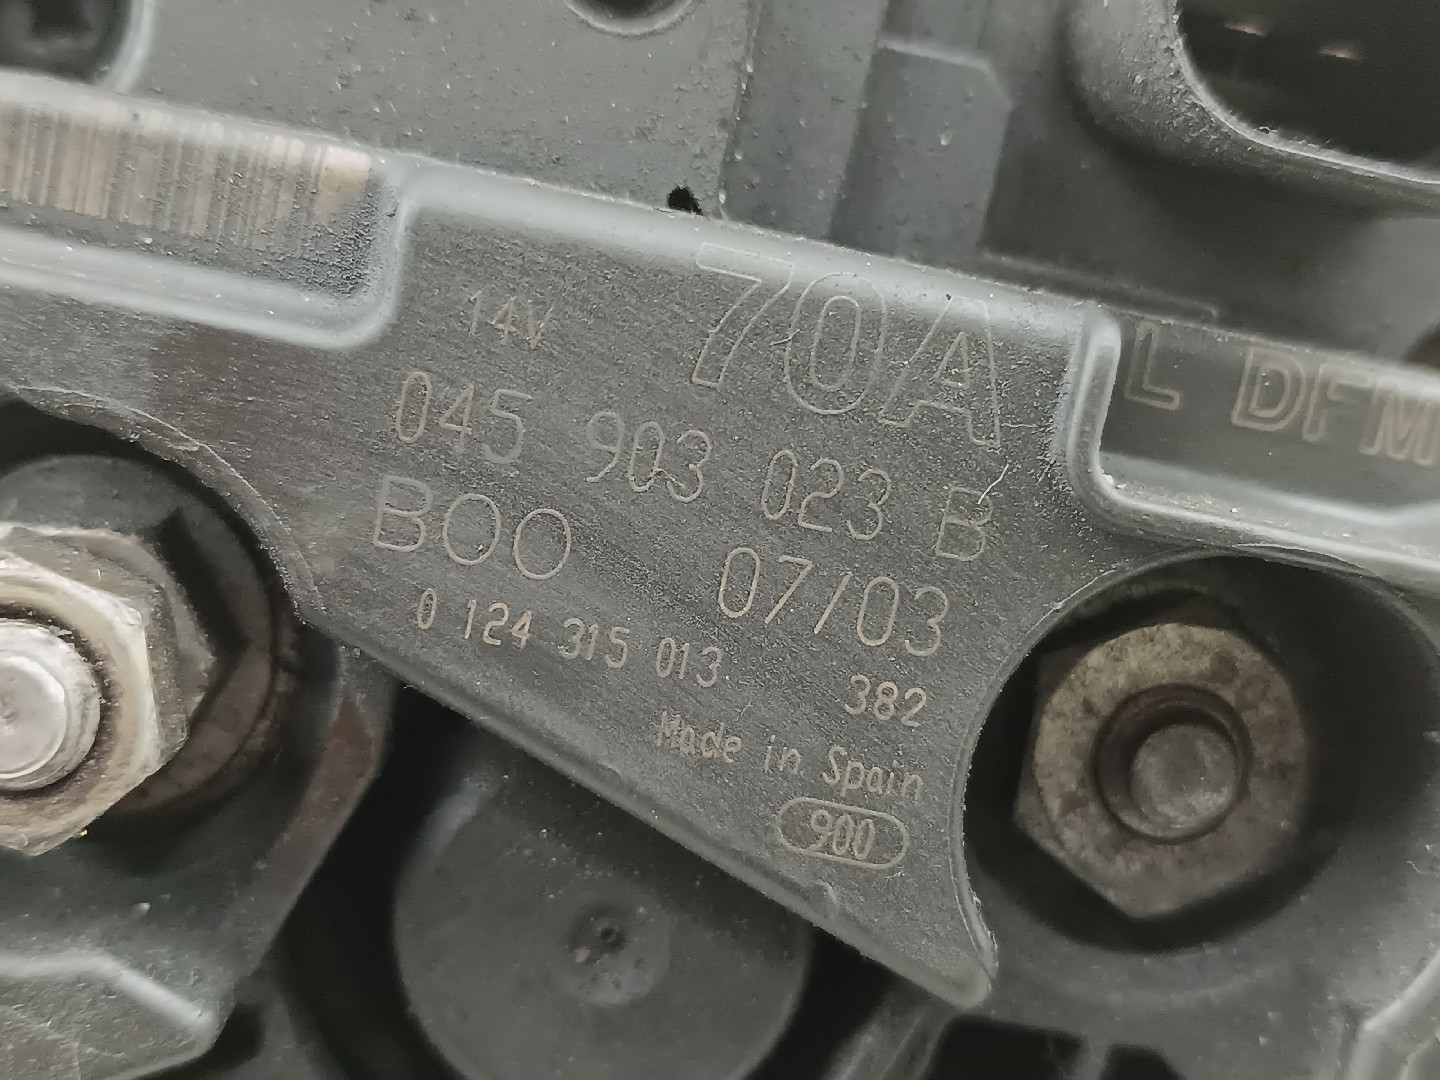 14V 70A
L DFM
045 903 023 B
BOO 07/03
0 124 315 013 382
Made in Spain
900